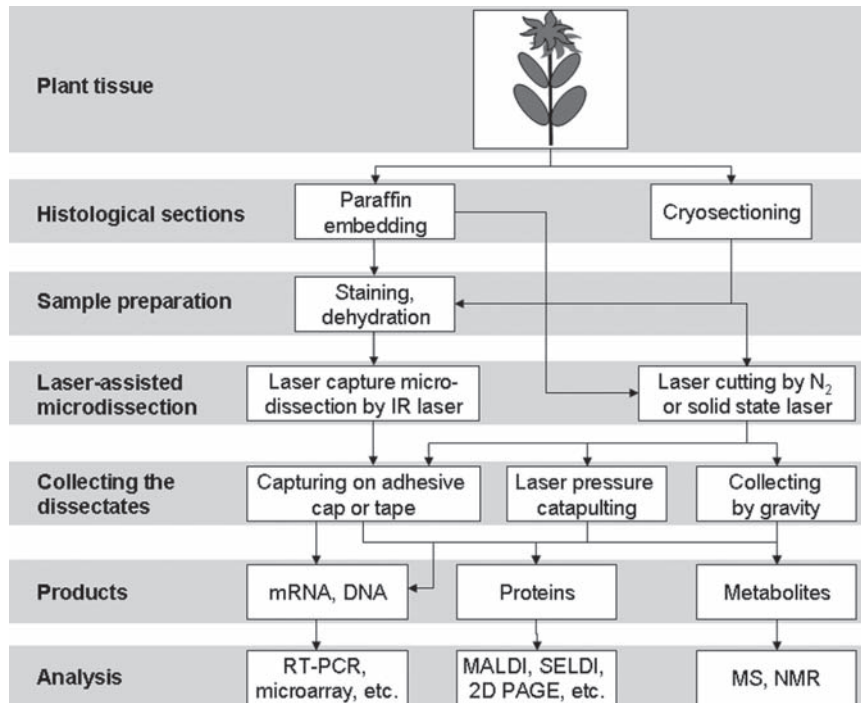 Plant tissue
Histological sections
Paraffin
embedding
Cryosectioning
Sample preparation
Staining,
dehydration
Laser-assisted
microdissection
Laser capture micro-
dissection by IR laser
Laser cutting by N₂
or solid state laser
Collecting the
dissectates
Capturing on adhesive
cap or tape
Laser pressure
catapulting
Collecting
by gravity
Products
mRNA, DNA
Proteins
Metabolites
Analysis
RT-PCR,
microarray, etc.
MALDI, SELDI,
2D PAGE, etc.
MS, NMR